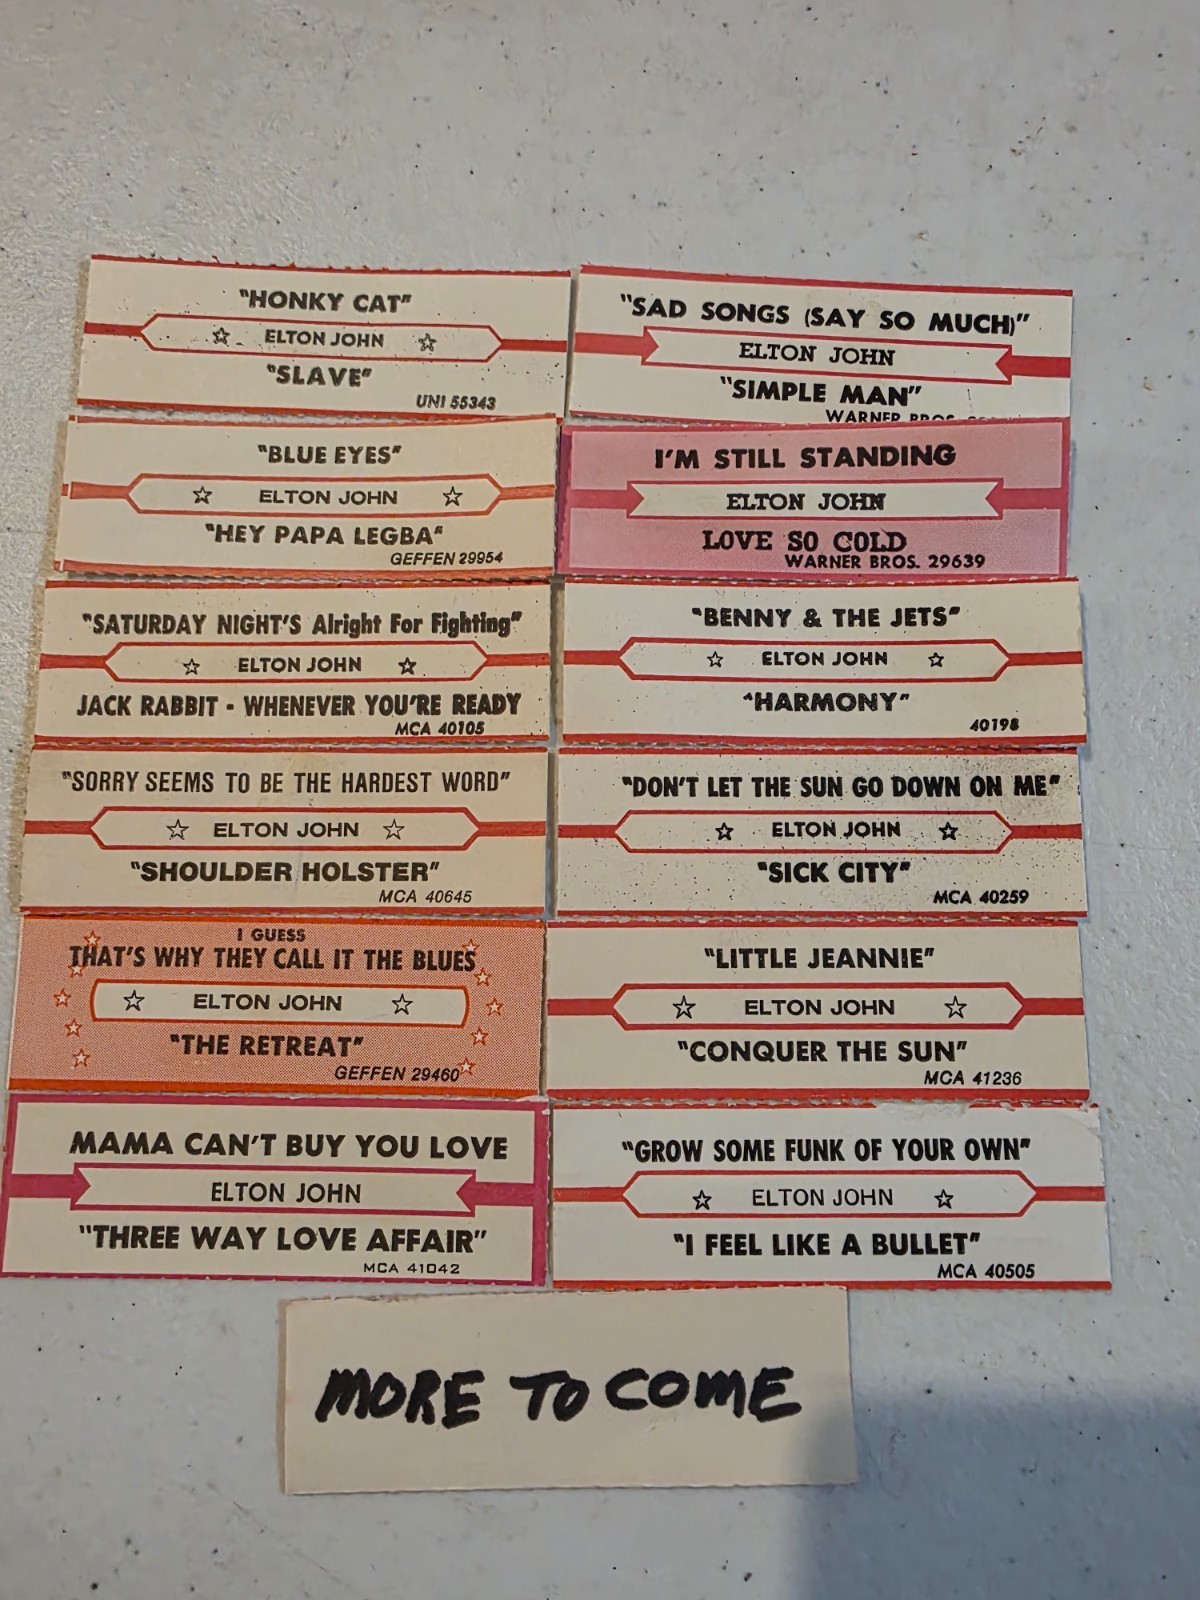 "HONKY CAT"
ELTON JOHN
"SLAVE"
UNI 55343
"SAD SONGS (SAY SO MUCH)"
ELTON JOHN
"SIMPLE MAN"
WARNER BROS.
"BLUE EYES"
ELTON JOHN
"HEY PAPA LEGBA"
GEFFEN 29954
I'M STILL STANDING
ELTON JOHN
LOVE SO COLD
WARNER BROS. 29639
"SATURDAY NIGHT'S Alright For Fighting"
ELTON JOHN
JACK RABBIT - WHENEVER YOU'RE READY
MCA 40105
"BENNY & THE JETS"
ELTON JOHN
"HARMONY"
40198
"SORRY SEEMS TO BE THE HARDEST WORD"
ELTON JOHN
"SHOULDER HOLSTER"
MCA 40645
"DON'T LET THE SUN GO DOWN ON ME"
ELTON JOHN
"SICK CITY"
MCA 40259
I GUESS
THAT'S WHY THEY CALL IT THE BLUES
ELTON JOHN
"THE RETREAT"
GEFFEN 29460
"LITTLE JEANNIE"
ELTON JOHN
"CONQUER THE SUN"
MCA 41236
MAMA CAN'T BUY YOU LOVE
ELTON JOHN
"THREE WAY LOVE AFFAIR"
MCA 41042
"GROW SOME FUNK OF YOUR OWN"
ELTON JOHN
"I FEEL LIKE A BULLET"
MCA 40505
MORE TO COME